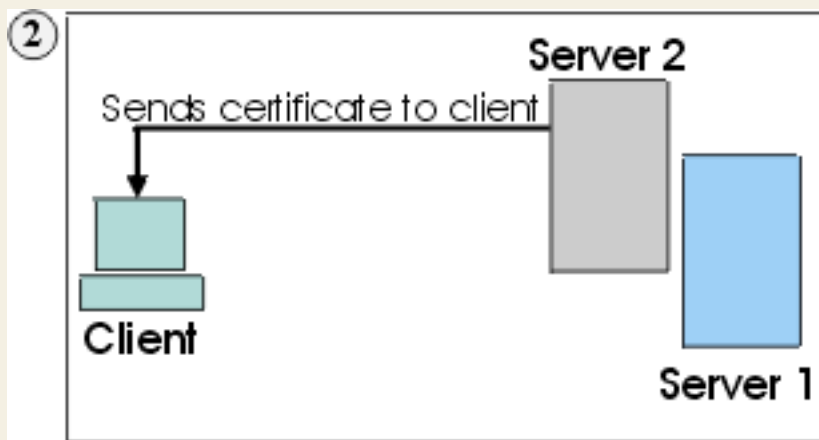 2
Server 2
Sends certificate to client
Client
Server 1